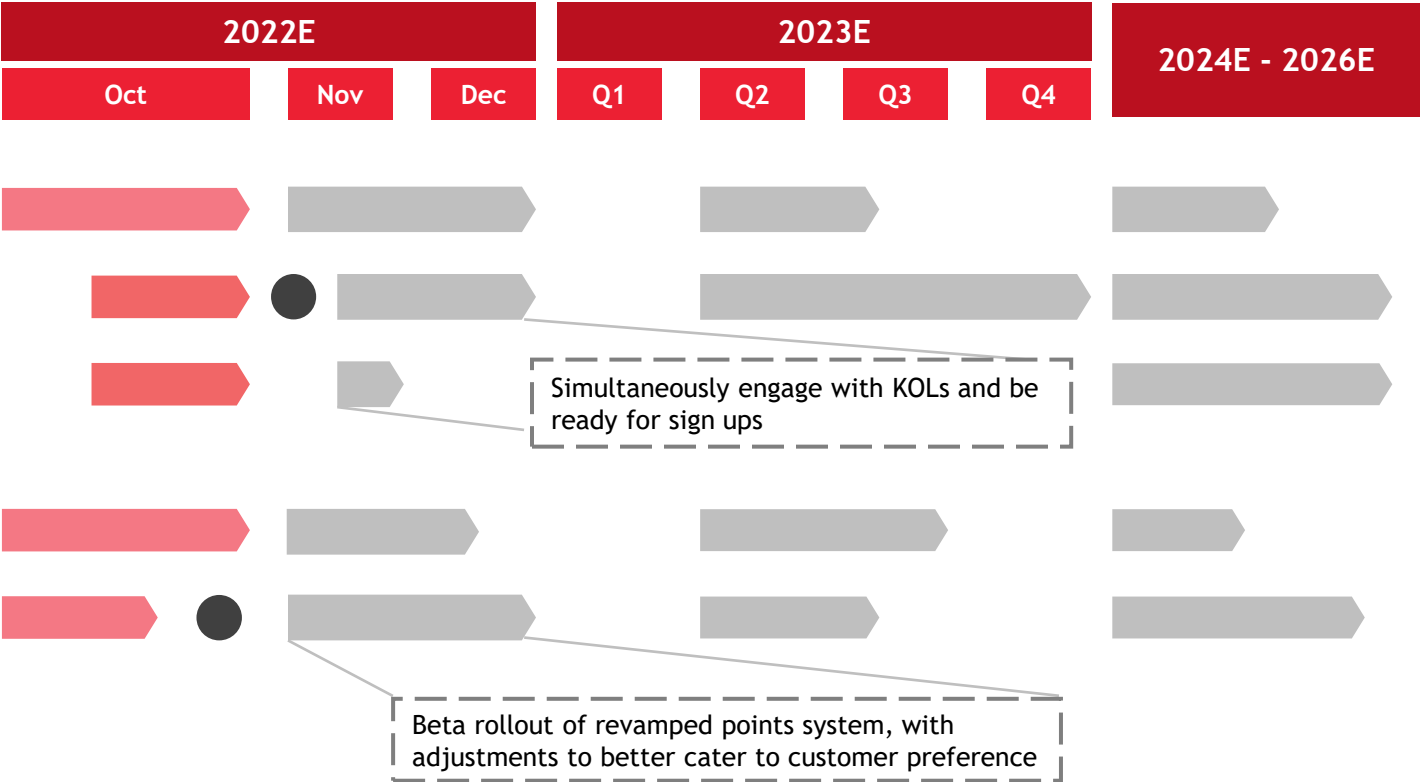 2022E
2023E
2024E - 2026E
Oct
Nov
Dec
Q1
Q2
Q3
Q4
Simultaneously engage with KOLs and be
ready for sign ups
Beta rollout of revamped points system, with
adjustments to better cater to customer preference